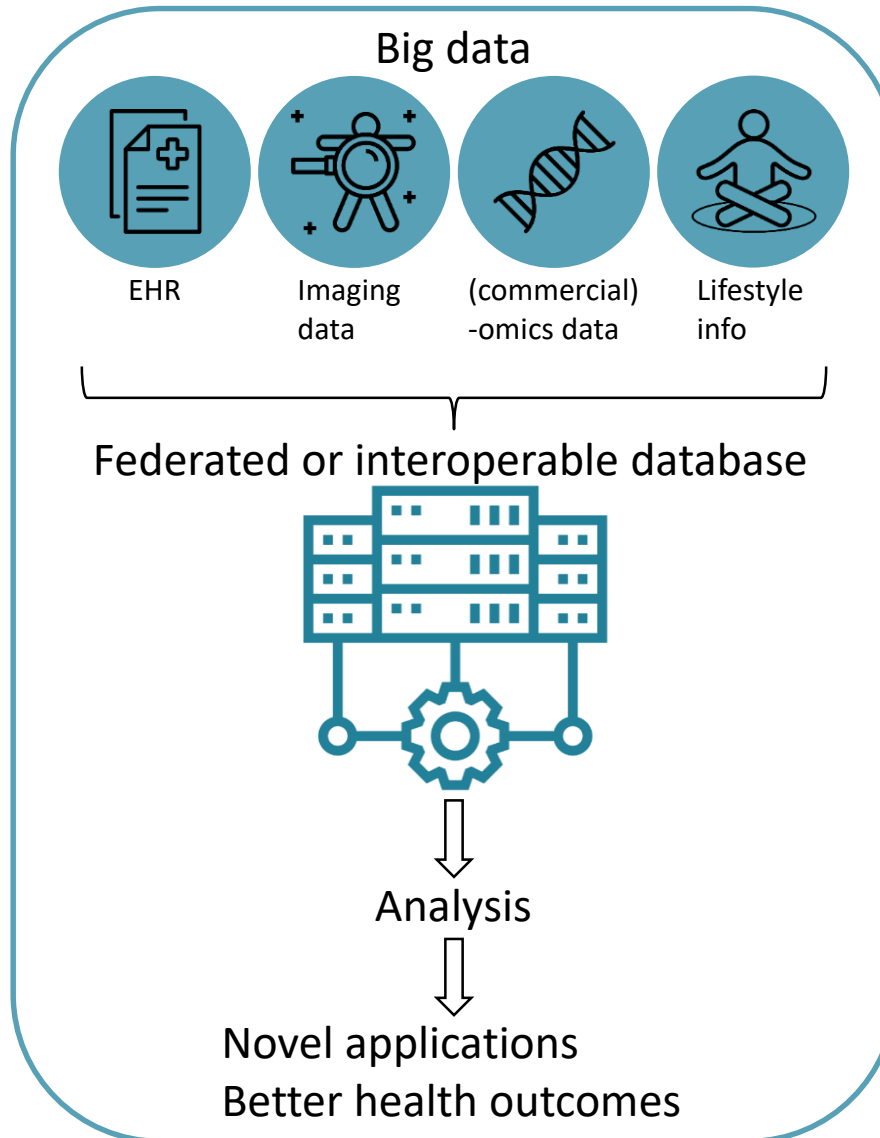 Big data
EHR
Imaging
data
(commercial)
-omics data
Lifestyle
info
Federated or interoperable database
Analysis
Novel applications
Better health outcomes